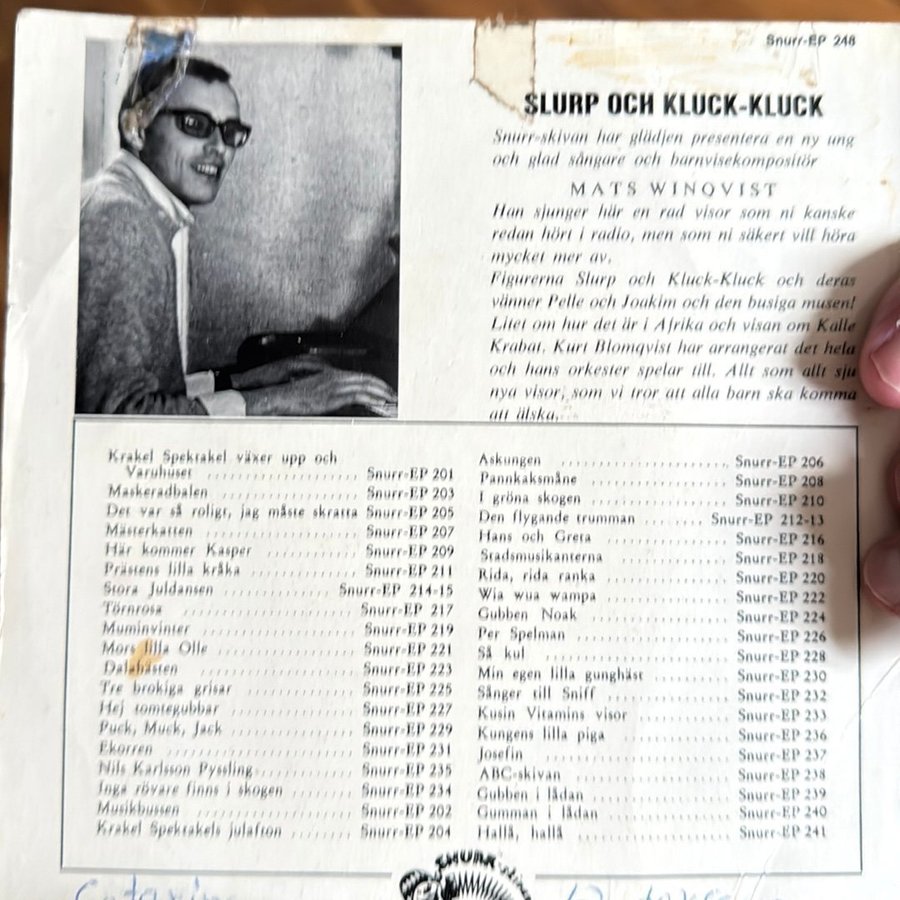 Snurr-EP 248
SLURP OCH KLUCK-KLUCK
Snurr-skivan har glädjen presentera en ny ung
och glad sångare och barnvisekompositör
MATS WINQVIST
Han sjunger här en rad visor som ni kanske
redan hört i radio, men som ni säkert vill höra
mycket mer av.
Figurerna Slurp och Kluck-Kluck och deras
vänner Pelle och Joakim och den busiga musen!
Litet om hur det är i Afrika och visan om Kalle
Krabat. Kurt Blomqvist har arrangerat det hela
och hans orkester spelar till. Allt som allt sju
nya visor, som vi tror att alla barn ska komma
att älska.
Krakel Spektakel växer upp och
Varuhuset .................... Snurr-EP 201
Maskeradbalen .................... Snurr-EP 203
Det var så roligt, jag måste skratta Snurr-EP 205
Mästerkatten .................... Snurr-EP 207
Här kommer Kasper .................... Snurr-EP 209
Prästens lilla kråka .................... Snurr-EP 211
Stora Juldansen .................... Snurr-EP 214-15
Törnrosa .................... Snurr-EP 217
Muminvinter .................... Snurr-EP 219
Mors lilla Olle .................... Snurr-EP 221
Dalahästen .................... Snurr-EP 223
Tre brokiga grisar .................... Snurr-EP 225
Hej tomtegubbar .................... Snurr-EP 227
Puck, Muck, Jack .................... Snurr-EP 229
Ekorren .................... Snurr-EP 231
Nils Karlsson Pyssling .................... Snurr-EP 235
Inga rövare finns i skogen .................... Snurr-EP 234
Musikbussen .................... Snurr-EP 202
Krakel Spektakels julafton .................... Snurr-EP 204
Askungen .................... Snurr-EP 206
Pannkaksmåne .................... Snurr-EP 208
I gröna skogen .................... Snurr-EP 210
Den flygande trumman .................... Snurr-EP 212-13
Hans och Greta .................... Snurr-EP 216
Stadsmusikanterna .................... Snurr-EP 218
Rida, rida ranka .................... Snurr-EP 220
Wia wua wampa .................... Snurr-EP 222
Gubben Noak .................... Snurr-EP 224
Per Spelman .................... Snurr-EP 226
Så kul .................... Snurr-EP 228
Min egen lilla gunghäst .................... Snurr-EP 230
Sånger till Sniff .................... Snurr-EP 232
Kusin Vitamins visor .................... Snurr-EP 233
Kungens lilla piga .................... Snurr-EP 236
Josefin .................... Snurr-EP 237
ABC-skivan .................... Snurr-EP 238
Gubben i lådan .................... Snurr-EP 239
Gumman i lådan .................... Snurr-EP 240
Hallå, hallå .................... Snurr-EP 241
SNURR